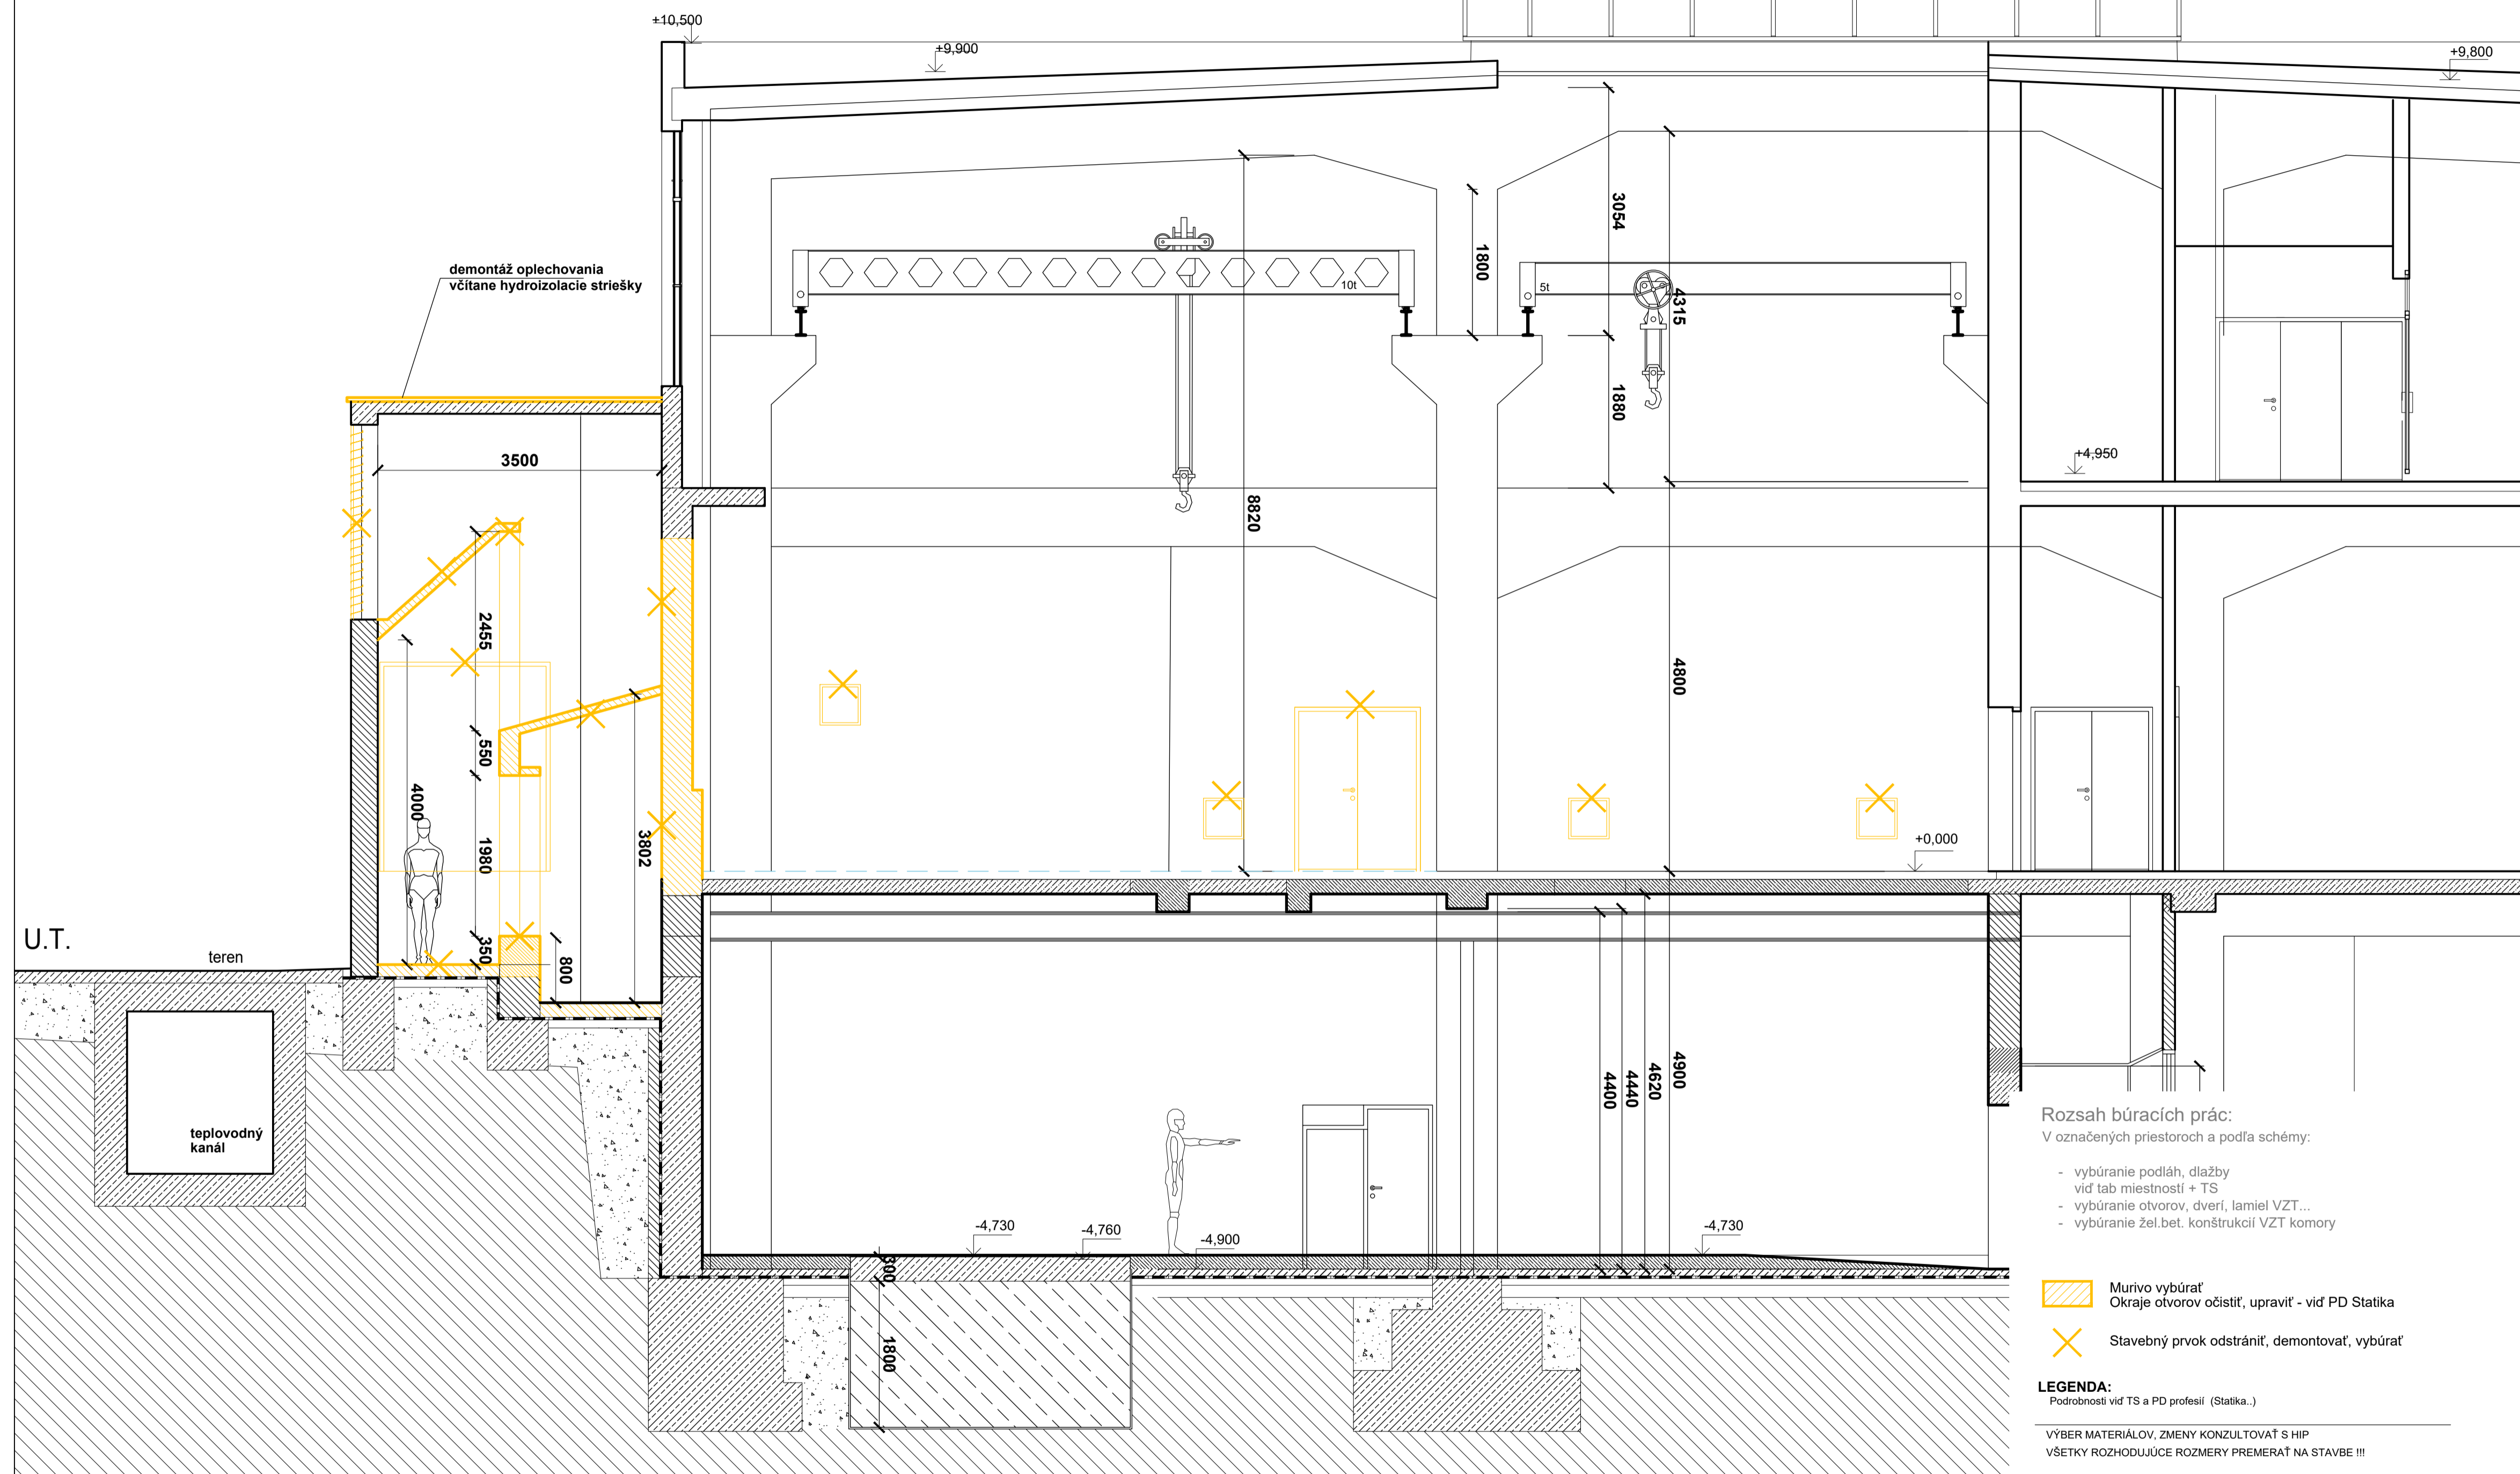 +10,500
+9,900
+9,800
demontáž oplechovania
včítane hydroizolacie striešky
3054
1800
10t
5t
4315
1880
3500
+4,950
8820
2455
4800
550
4000
1980
3802
+0,000
350
800
U.T.
teren
teplovodný
kanál
4400
4440
4620
4900
-4,730
-4,760
-4,900
-4,730
300
1800
Rozsah búracích prác:
V označených priestoroch a podľa schémy:
- vybúranie podláh, dlažby
viď tab miestností + TS
- vybúranie otvorov, dverí, lamiel VZT...
- vybúranie žel.bet. konštrukcií VZT komory
Murivo vybúrať
Okraje otvorov očistiť, upraviť - viď PD Statika
Stavebný prvok odstrániť, demontovať, vybúrať
LEGENDA:
Podrobnosti viď TS a PD profesií (Statika..)
VÝBER MATERIÁLOV, ZMENY KONZULTOVAŤ S HIP
VŠETKY ROZHODUJÚCE ROZMERY PREMERAŤ NA STAVBE !!!